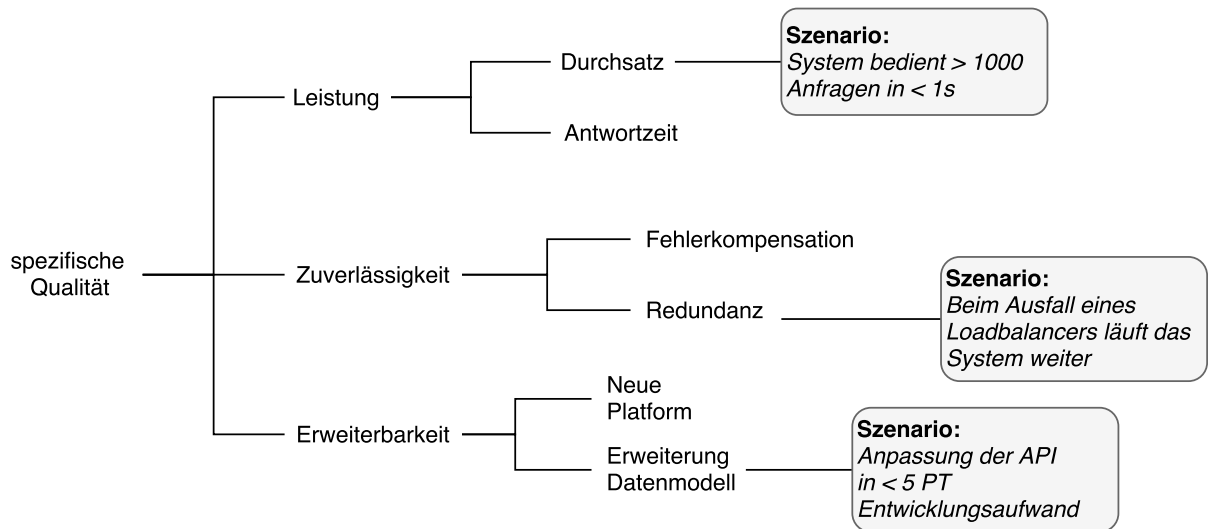 spezifische
Qualität
Leistung
Durchsatz
Szenario:
System bedient > 1000
Anfragen in < 1s
Antwortzeit
Zuverlässigkeit
Fehlerkompensation
Redundanz
Szenario:
Beim Ausfall eines
Loadbalancers läuft das
System weiter
Erweiterbarkeit
Neue
Platform
Erweiterung
Datenmodell
Szenario:
Anpassung der API
in < 5 PT
Entwicklungsaufwand